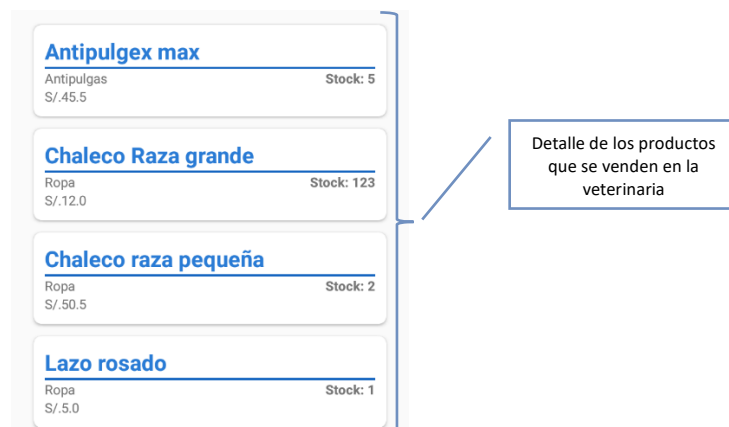 Antipulgex max
Antipulgas Stock: 5
S/.45.5
Chaleco Raza grande
Ropa Stock: 123
S/.12.0
Chaleco raza pequeña
Ropa Stock: 2
S/.50.5
Lazo rosado
Ropa Stock: 1
S/.5.0
Detalle de los productos
que se venden en la
veterinaria